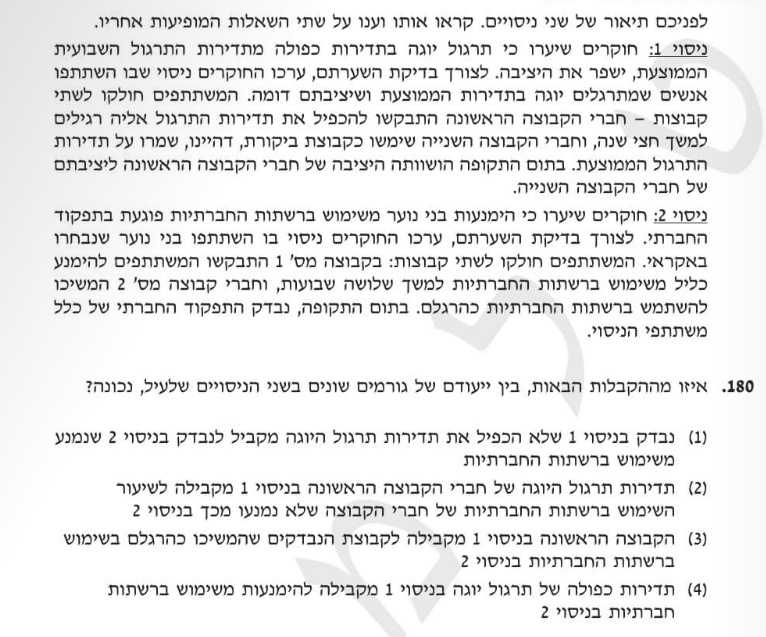 לפניכם תיאור של שני ניסויים. קראו אותו וענו על שתי השאלות המופיעות אחריו.
ניסוי 1: חוקרים שיערו כי תרגול יוגה בתדירות כפולה מתדירות התרגול השבועית
הממוצעת, ישפר את היציבה. לצורך בדיקת השערתם, ערכו החוקרים ניסוי שבו השתתפו
אנשים שמתרגלים יוגה בתדירות הממוצעת ושיציבתם דומה. המשתתפים חולקו לשתי
קבוצות – חברי הקבוצה הראשונה התבקשו להכפיל את תדירות התרגול אליה רגילים
למשך חצי שנה, וחברי הקבוצה השנייה שימשו כקבוצת ביקורת, דהיינו, שמרו על תדירות
התרגול הממוצעת. בתום התקופה הושוותה היציבה של חברי הקבוצה הראשונה ליציבתם
של חברי הקבוצה השנייה.
ניסוי 2: חוקרים שיערו כי הימנעות בני נוער משימוש ברשתות החברתיות פוגעת בתפקוד
החברתי. לצורך בדיקת השערתם, ערכו החוקרים ניסוי בו השתתפו בני נוער שנבחרו
באקראי. המשתתפים חולקו לשתי קבוצות: בקבוצה מס' 1 התבקשו המשתתפים להימנע
כליל משימוש ברשתות החברתיות למשך שלושה שבועות, וחברי קבוצה מס' 2 המשיכו
להשתמש ברשתות החברתיות כהרגלם. בתום התקופה, נבדק התפקוד החברתי של כלל
משתתפי הניסוי.
180. איזו מההקבלות הבאות, בין ייעודם של גורמים שונים בשני הניסויים שלעיל, נכונה?
(1) נבדק בניסוי 1 שלא הכפיל את תדירות תרגול היוגה מקביל לנבדק בניסוי 2 שנמנע
משימוש ברשתות החברתיות
(2) תדירות תרגול היוגה של חברי הקבוצה הראשונה בניסוי 1 מקבילה לשיעור
השימוש ברשתות החברתיות של חברי הקבוצה שלא נמנעו מכך בניסוי 2
(3) הקבוצה הראשונה בניסוי 1 מקבילה לקבוצת הנבדקים שהמשיכו כהרגלם בשימוש
ברשתות החברתיות בניסוי 2
(4) תדירות כפולה של תרגול יוגה בניסוי 1 מקבילה להימנעות משימוש ברשתות
חברתיות בניסוי 2